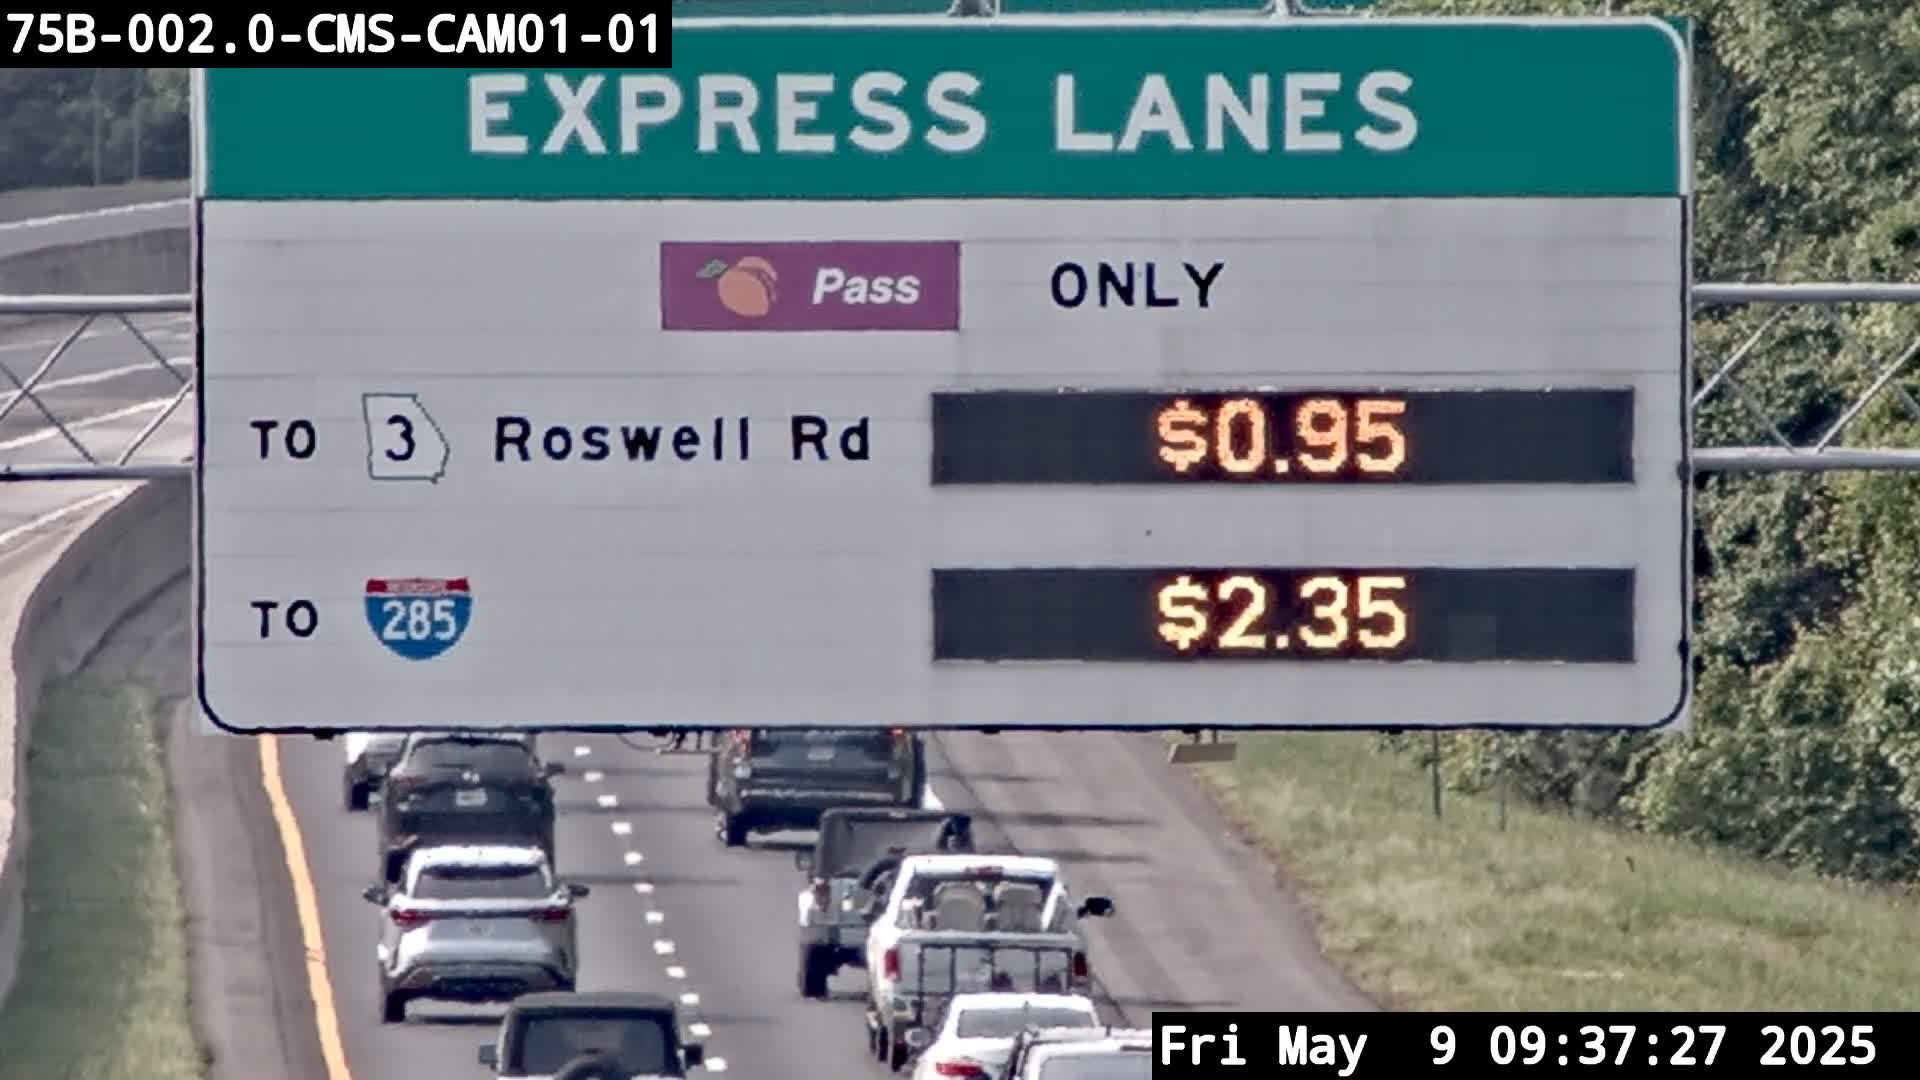 75B-002.0-CMS-CAM01-01
EXPRESS LANES
Pass ONLY
TO 3 Roswell Rd $0.95
TO 285 $2.35
Fri May 9 09:37:27 2025